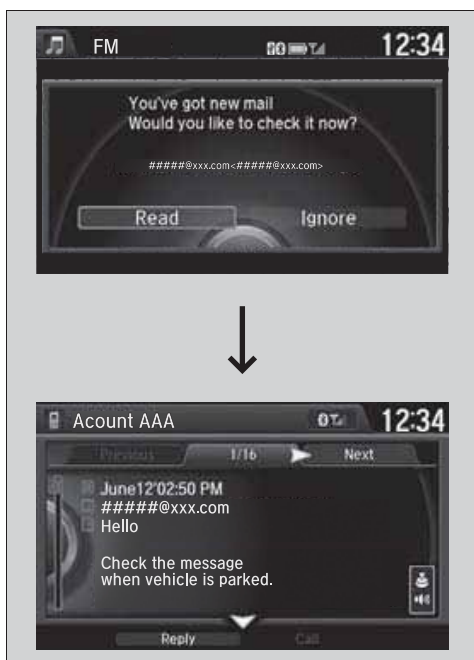 FM
12:34
You've got new mail
Would you like to check it now?
#####@xxx.com<#####@xxx.com>
Read
Ignore
Acount AAA
12:34
Previous
1/16
Next
June12'02:50 PM
#####@xxx.com
Hello
Check the message
when vehicle is parked.
Reply
Call